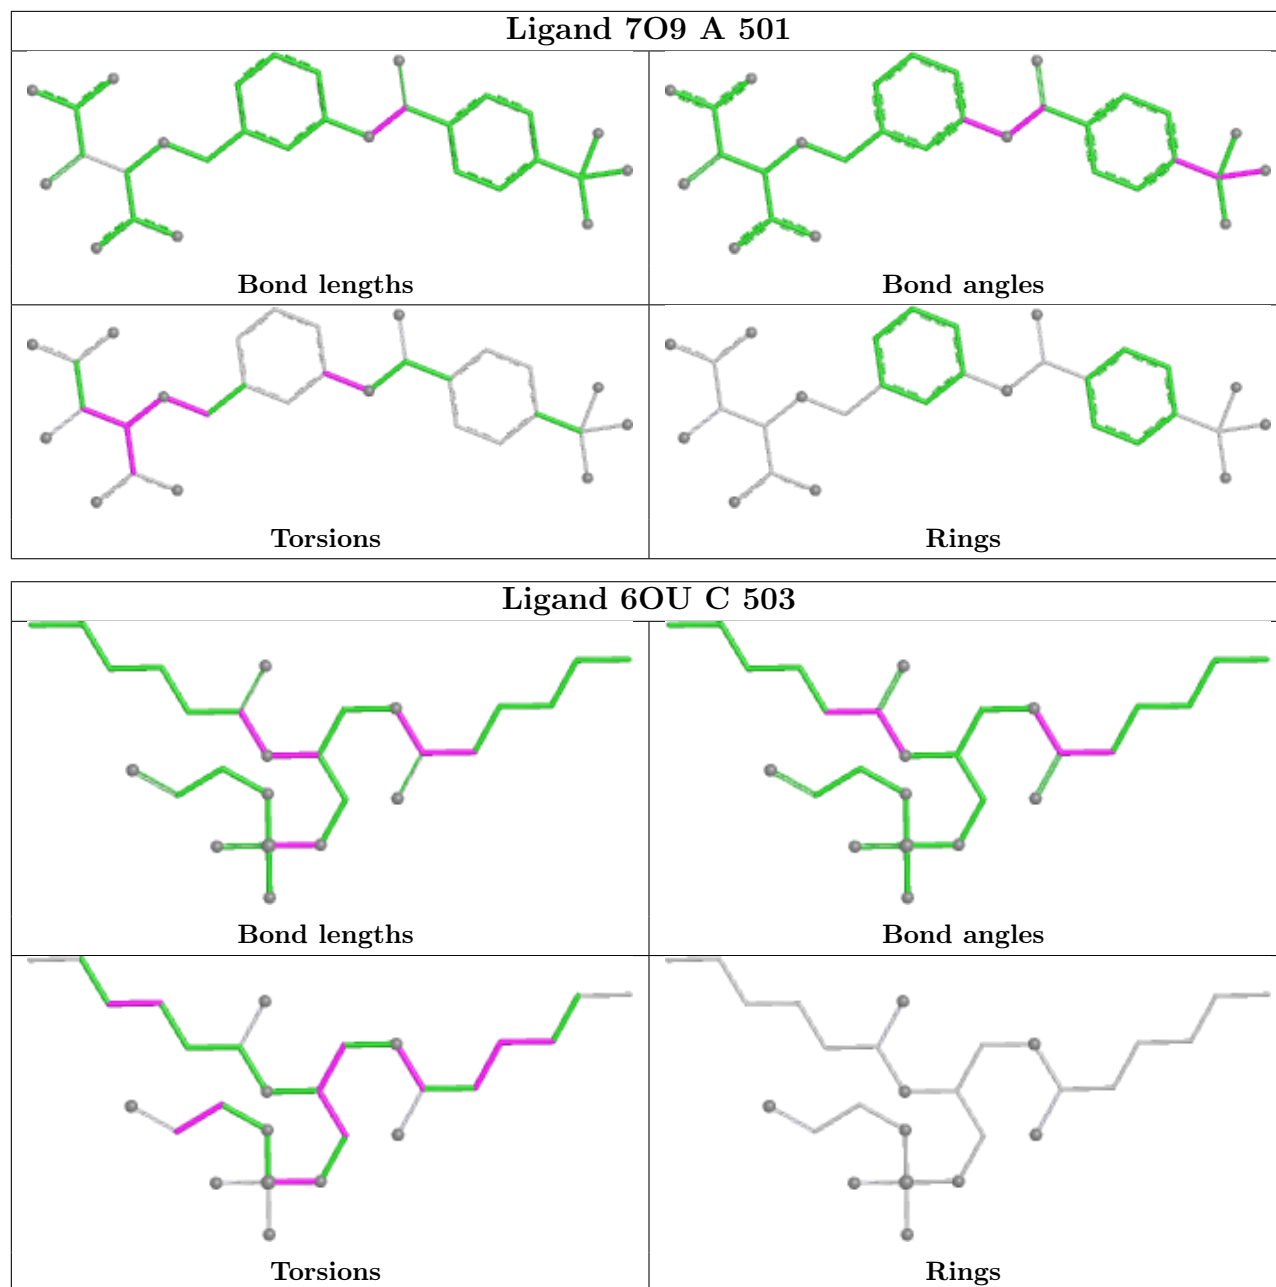 Ligand 7O9 A 501
Bond lengths
Bond angles
Torsions
Rings
Ligand 6OU C 503
Bond lengths
Bond angles
Torsions
Rings